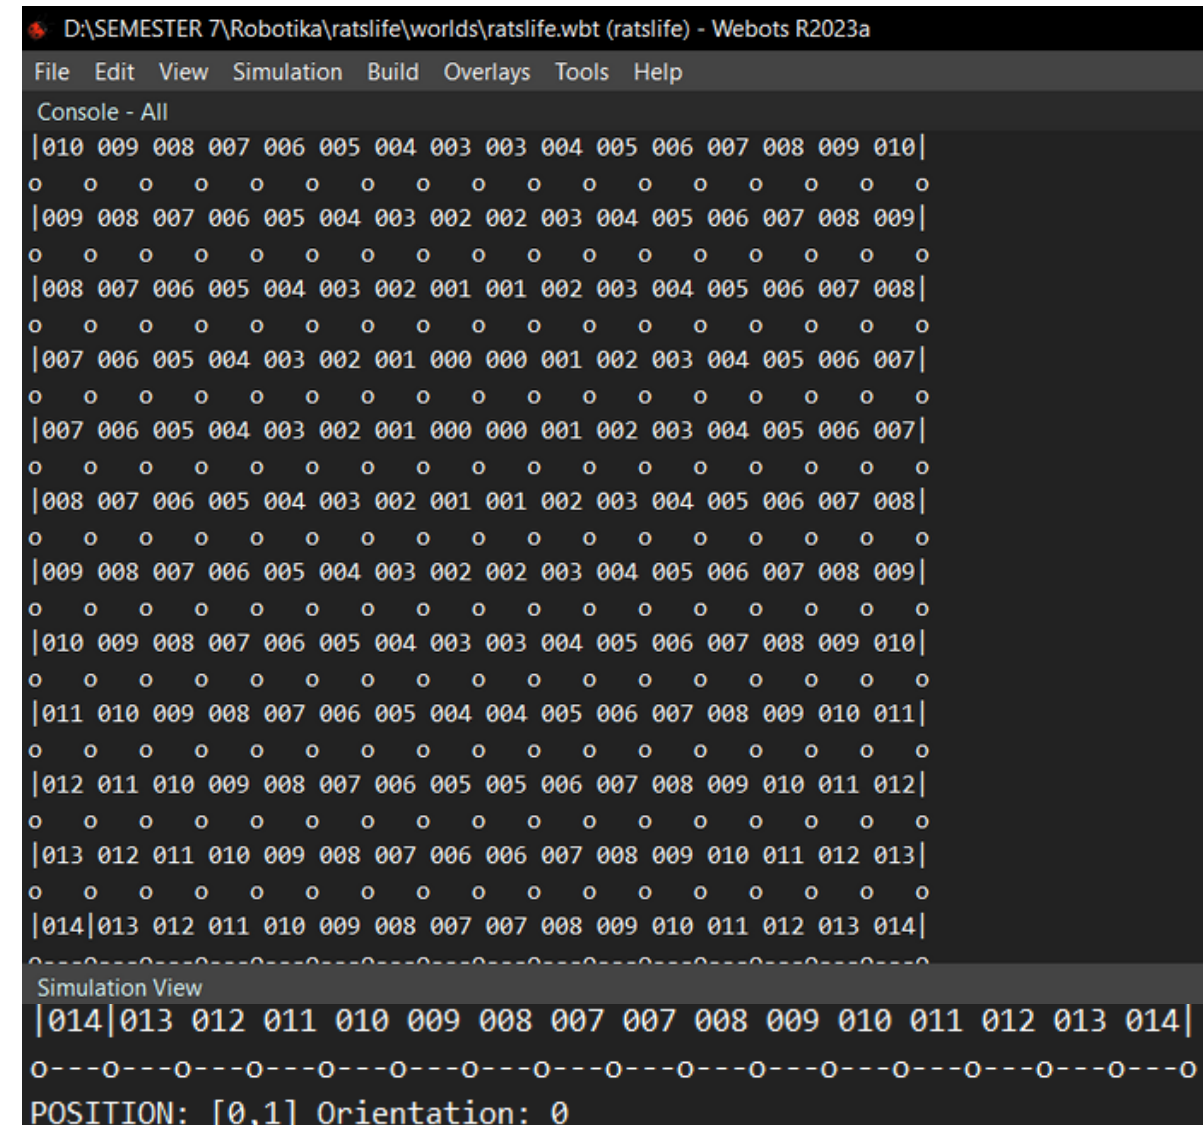 D:\SEMESTER 7\Robotika\ratslife\worlds\ratslife.wbt (ratslife) - Webots R2023a
File Edit View Simulation Build Overlays Tools Help
Console - All
|010 009 008 007 006 005 004 003 003 004 005 006 007 008 009 010|
o o o o o o o o o o o o o o o o o
|009 008 007 006 005 004 003 002 002 003 004 005 006 007 008 009|
o o o o o o o o o o o o o o o o o
|008 007 006 005 004 003 002 001 001 002 003 004 005 006 007 008|
o o o o o o o o o o o o o o o o o
|007 006 005 004 003 002 001 000 000 001 002 003 004 005 006 007|
o o o o o o o o o o o o o o o o o
|007 006 005 004 003 002 001 000 000 001 002 003 004 005 006 007|
o o o o o o o o o o o o o o o o o
|008 007 006 005 004 003 002 001 001 002 003 004 005 006 007 008|
o o o o o o o o o o o o o o o o o
|009 008 007 006 005 004 003 002 002 003 004 005 006 007 008 009|
o o o o o o o o o o o o o o o o o
|010 009 008 007 006 005 004 003 003 004 005 006 007 008 009 010|
o o o o o o o o o o o o o o o o o
|011 010 009 008 007 006 005 004 004 005 006 007 008 009 010 011|
o o o o o o o o o o o o o o o o o
|012 011 010 009 008 007 006 005 005 006 007 008 009 010 011 012|
o o o o o o o o o o o o o o o o o
|013 012 011 010 009 008 007 006 006 007 008 009 010 011 012 013|
o o o o o o o o o o o o o o o o o
|014|013 012 011 010 009 008 007 007 008 009 010 011 012 013 014|
o---o---o---o---o---o---o---o---o---o---o---o---o---o---o---o---o
Simulation View
|014|013 012 011 010 009 008 007 007 008 009 010 011 012 013 014|
o---o---o---o---o---o---o---o---o---o---o---o---o---o---o---o---o
POSITION: [0,1] Orientation: 0